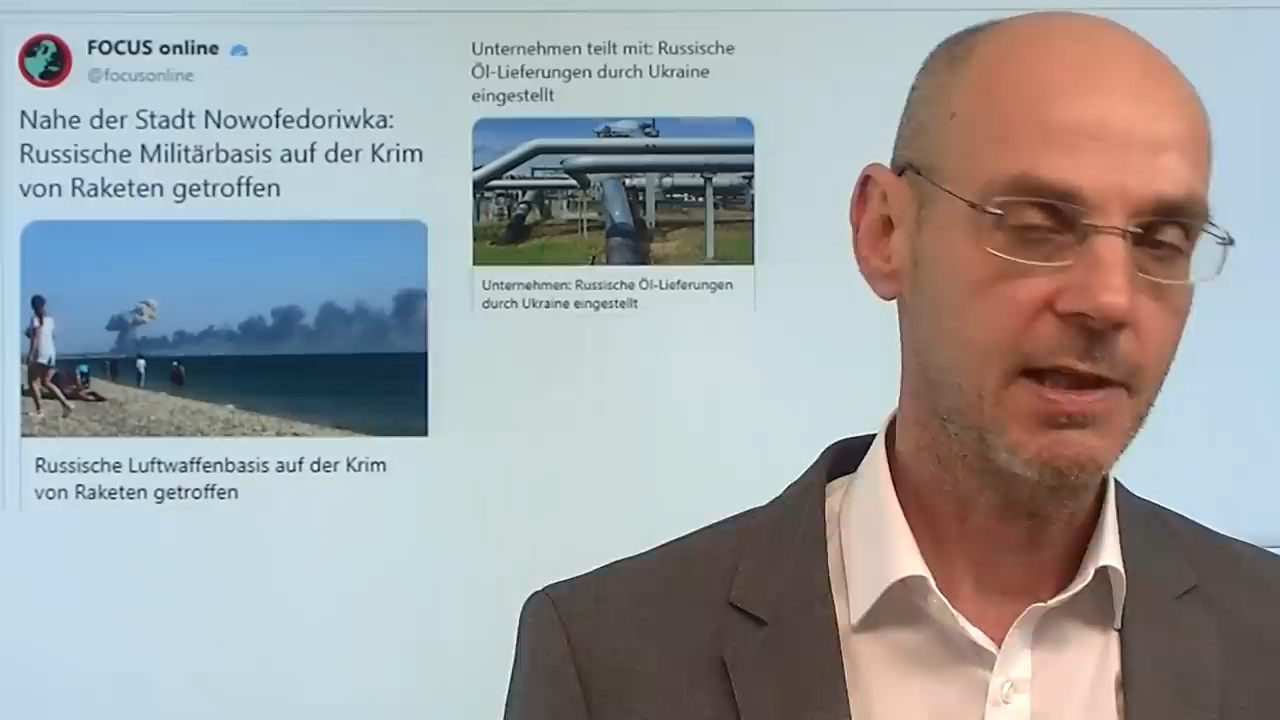 FOCUS online
@focusonline
Nahe der Stadt Nowofedoriwka:
Russische Militärbasis auf der Krim
von Raketen getroffen
Russische Luftwaffenbasis auf der Krim
von Raketen getroffen
Unternehmen teilt mit: Russische
Öl-Lieferungen durch Ukraine
eingestellt
Unternehmen: Russische Öl-Lieferungen
durch Ukraine eingestellt